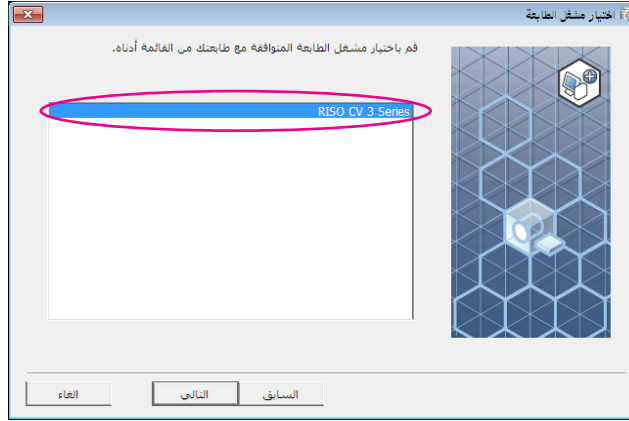 اختيار مشغل الطابعة
قم باختيار مشغل الطابعة المتوافقة مع طابعتك من القائمة أدناه.
RISO CV 3 Series
السابق
التالي
الغاء